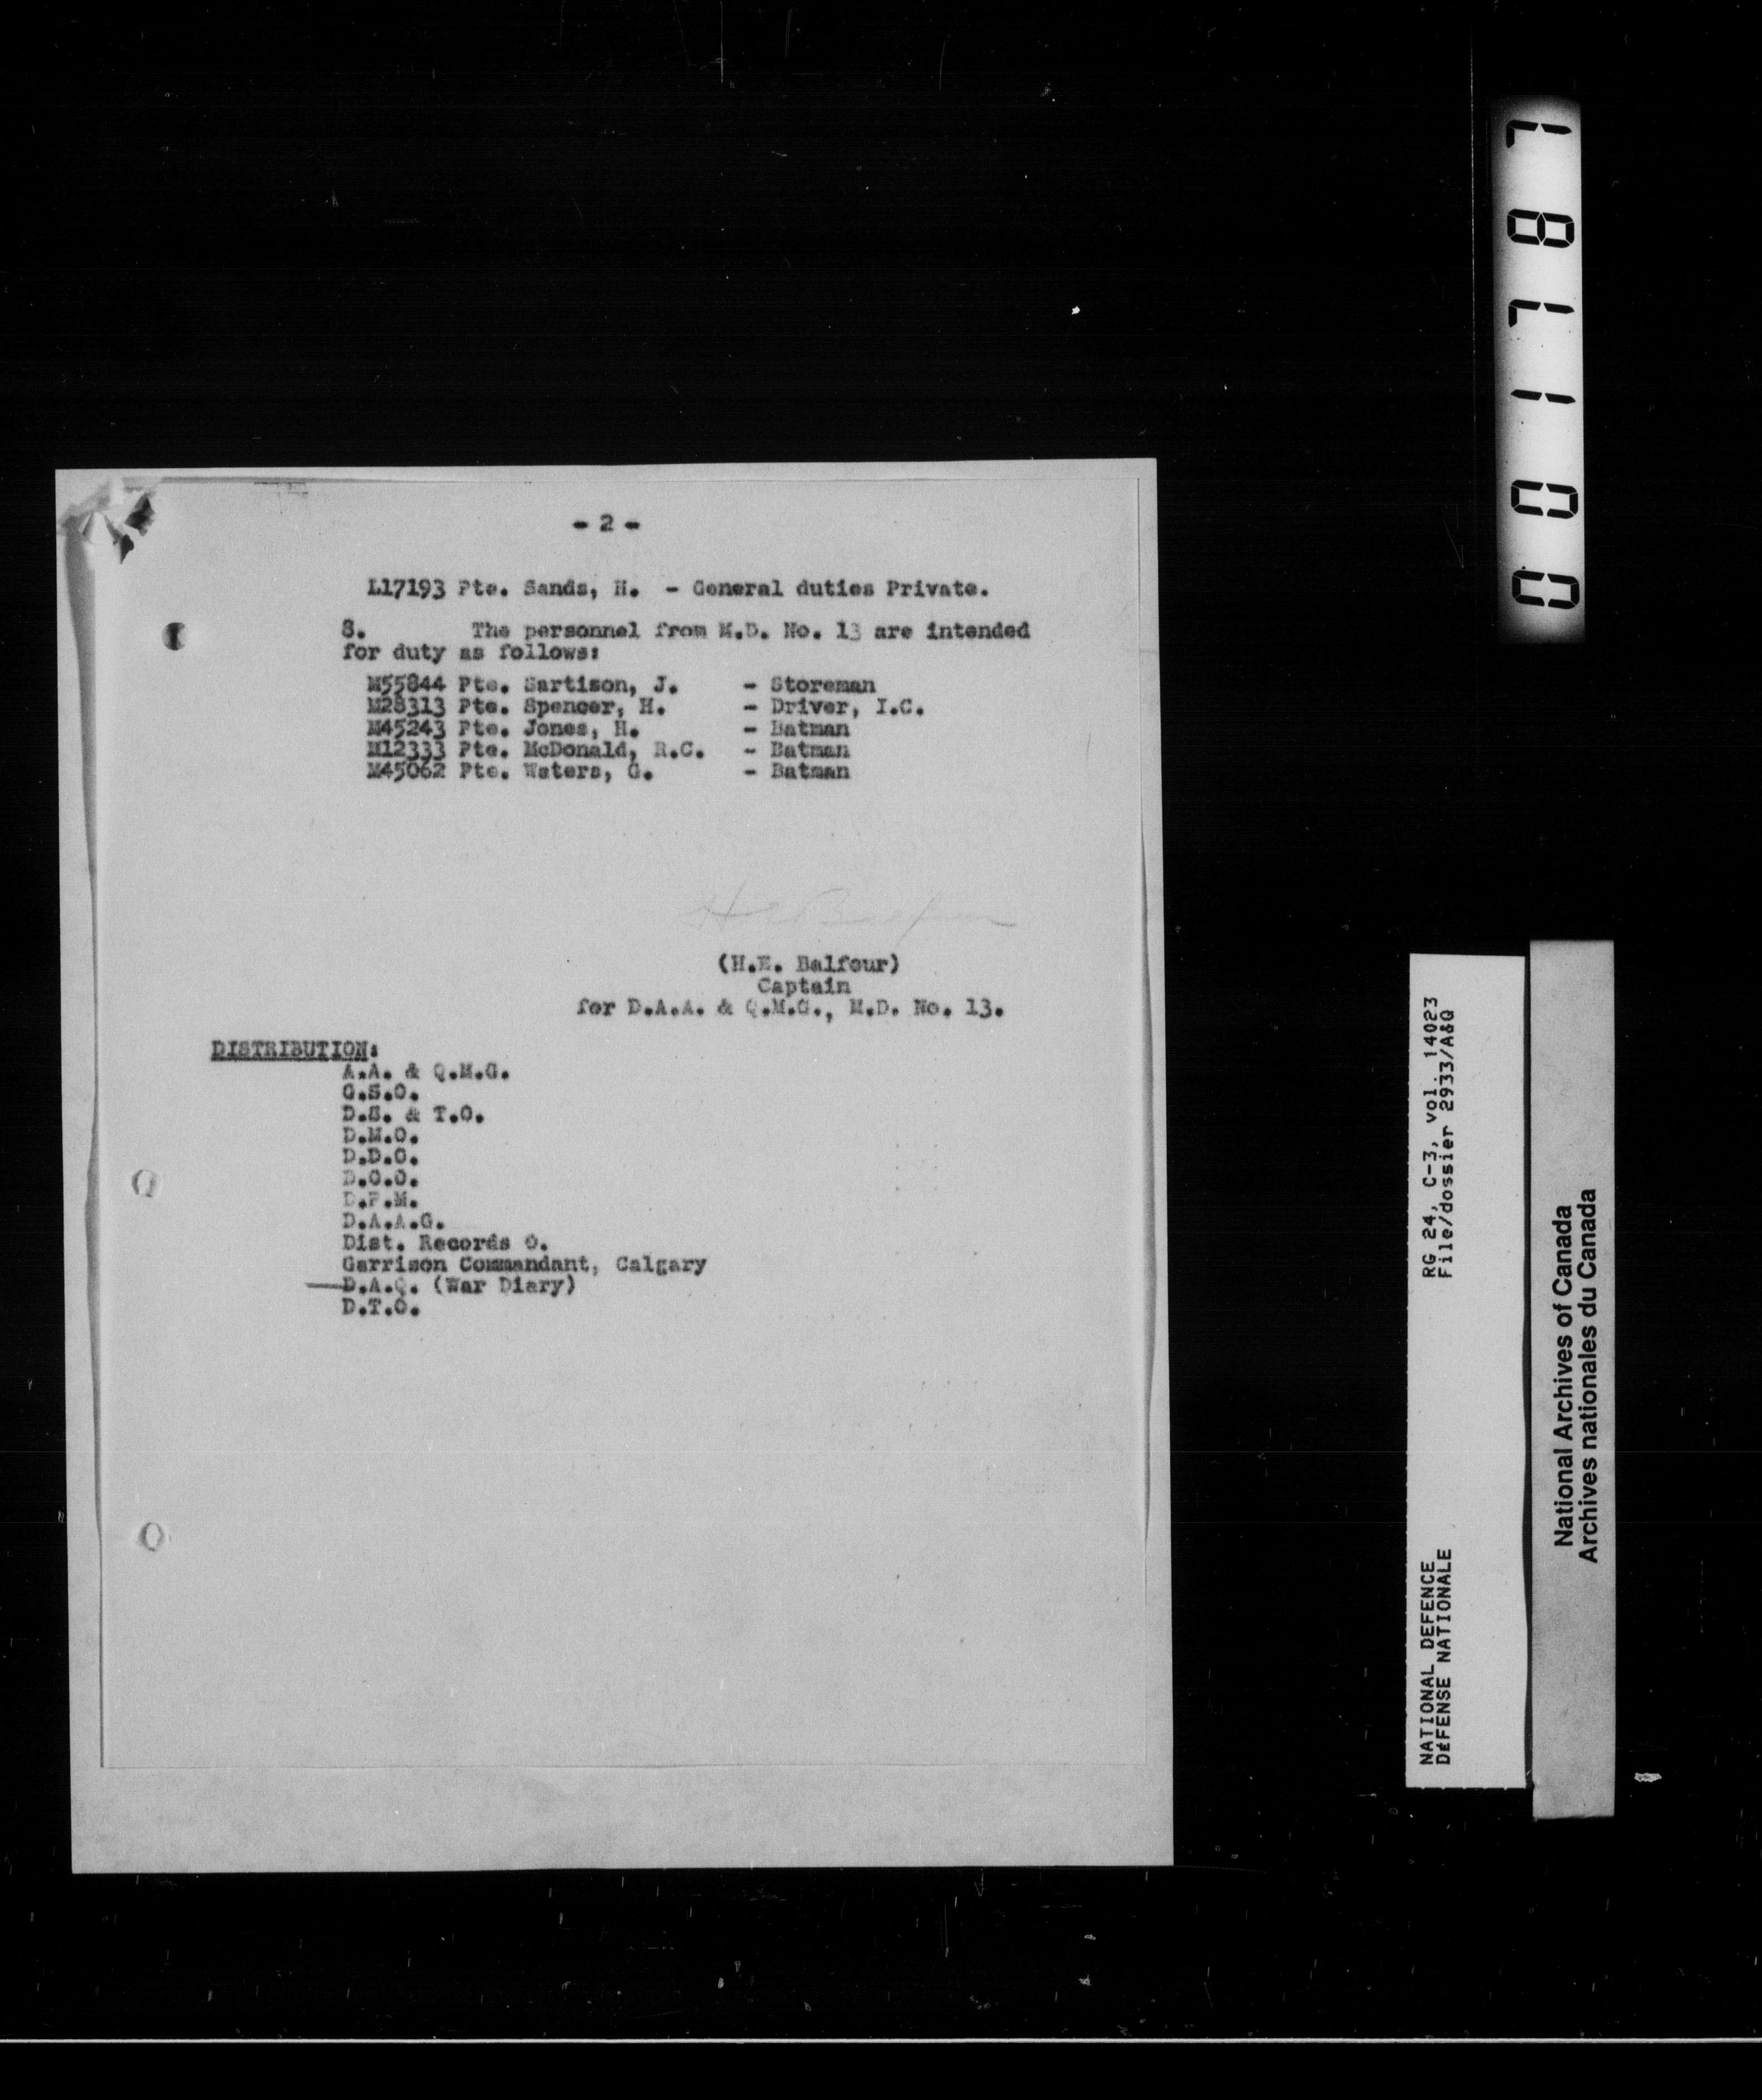 - 2 -
L17193 Pte. Sands, H. - General duties Private.
8. The personnel from M.D. No. 13 are intended
for duty as follows:
M55844 Pte. Sartison, J. - Storeman
M28313 Pte. Spencer, H. - Driver, I.C.
M45243 Pte. Jones, H. - Batman
M12333 Pte. McDonald, R.C. - Batman
M45062 Pte. Waters, G. - Batman
(H.E. Balfour)
Captain
for D.A.A. & Q.M.G., M.D. No. 13.
DISTRIBUTION:
A.A. & Q.M.G.
G.S.O.
D.S. & T.O.
D.M.O.
D.D.C.
D.O.O.
D.P.M.
D.A.A.G.
Dist. Records O.
Garrison Commandant, Calgary
D.A.Q. (War Diary)
D.T.O.
001787
RG 24, C-3, vol. 14023
File/dossier 2933/A&Q
NATIONAL DEFENCE
DéFENSE NATIONALE
National Archives of Canada
Archives nationales du Canada